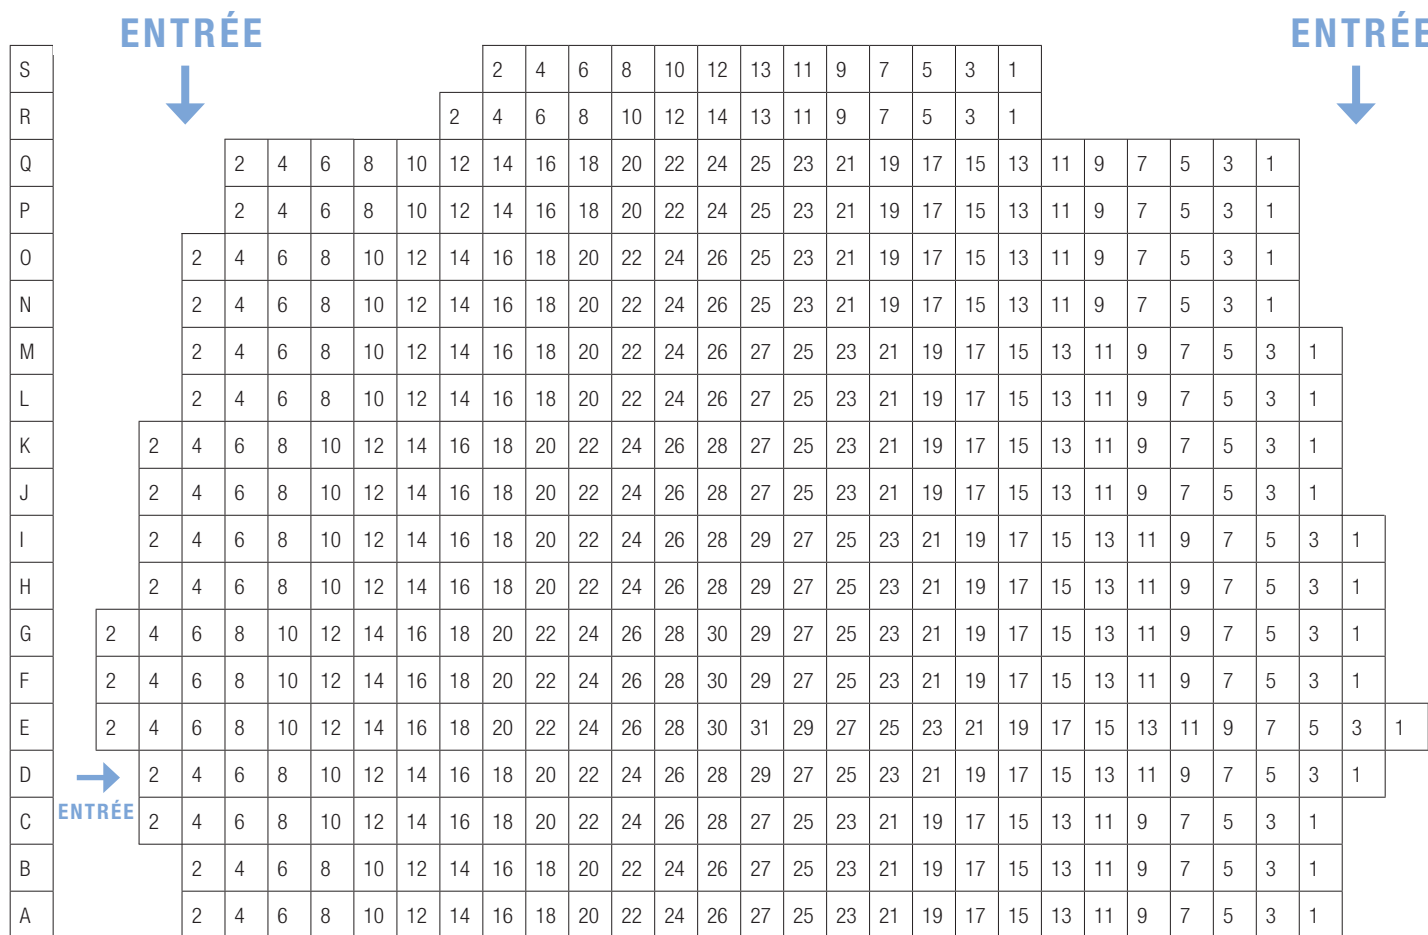 ENTRÉE ENTRÉE
S 2 4 6 8 10 12 13 11 9 7 5 3 1
R 2 4 6 8 10 12 14 13 11 9 7 5 3 1
Q 2 4 6 8 10 12 14 16 18 20 22 24 25 23 21 19 17 15 13 11 9 7 5 3 1
P 2 4 6 8 10 12 14 16 18 20 22 24 25 23 21 19 17 15 13 11 9 7 5 3 1
O 2 4 6 8 10 12 14 16 18 20 22 24 26 25 23 21 19 17 15 13 11 9 7 5 3 1
N 2 4 6 8 10 12 14 16 18 20 22 24 26 25 23 21 19 17 15 13 11 9 7 5 3 1
M 2 4 6 8 10 12 14 16 18 20 22 24 26 27 25 23 21 19 17 15 13 11 9 7 5 3 1
L 2 4 6 8 10 12 14 16 18 20 22 24 26 27 25 23 21 19 17 15 13 11 9 7 5 3 1
K 2 4 6 8 10 12 14 16 18 20 22 24 26 28 27 25 23 21 19 17 15 13 11 9 7 5 3 1
J 2 4 6 8 10 12 14 16 18 20 22 24 26 28 27 25 23 21 19 17 15 13 11 9 7 5 3 1
I 2 4 6 8 10 12 14 16 18 20 22 24 26 28 29 27 25 23 21 19 17 15 13 11 9 7 5 3 1
H 2 4 6 8 10 12 14 16 18 20 22 24 26 28 29 27 25 23 21 19 17 15 13 11 9 7 5 3 1
G 2 4 6 8 10 12 14 16 18 20 22 24 26 28 30 29 27 25 23 21 19 17 15 13 11 9 7 5 3 1
F 2 4 6 8 10 12 14 16 18 20 22 24 26 28 30 29 27 25 23 21 19 17 15 13 11 9 7 5 3 1
E 2 4 6 8 10 12 14 16 18 20 22 24 26 28 30 31 29 27 25 23 21 19 17 15 13 11 9 7 5 3 1
D 2 4 6 8 10 12 14 16 18 20 22 24 26 28 29 27 25 23 21 19 17 15 13 11 9 7 5 3 1
ENTRÉE
C 2 4 6 8 10 12 14 16 18 20 22 24 26 28 27 25 23 21 19 17 15 13 11 9 7 5 3 1
B 2 4 6 8 10 12 14 16 18 20 22 24 26 27 25 23 21 19 17 15 13 11 9 7 5 3 1
A 2 4 6 8 10 12 14 16 18 20 22 24 26 27 25 23 21 19 17 15 13 11 9 7 5 3 1